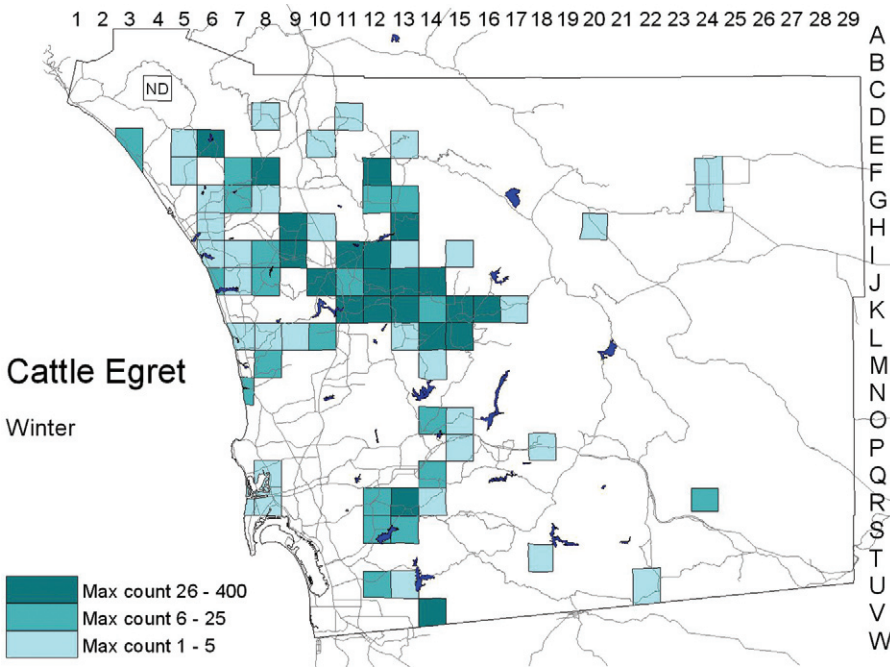 1 2 3 4 5 6 7 8 9 10 11 12 13 14 15 16 17 18 19 20 21 22 23 24 25 26 27 28 29
A
B
C
D
E
F
G
H
I
J
K
L
M
N
O
P
Q
R
S
T
U
V
W
ND
Cattle Egret
Winter
Max count 26 - 400
Max count 6 - 25
Max count 1 - 5